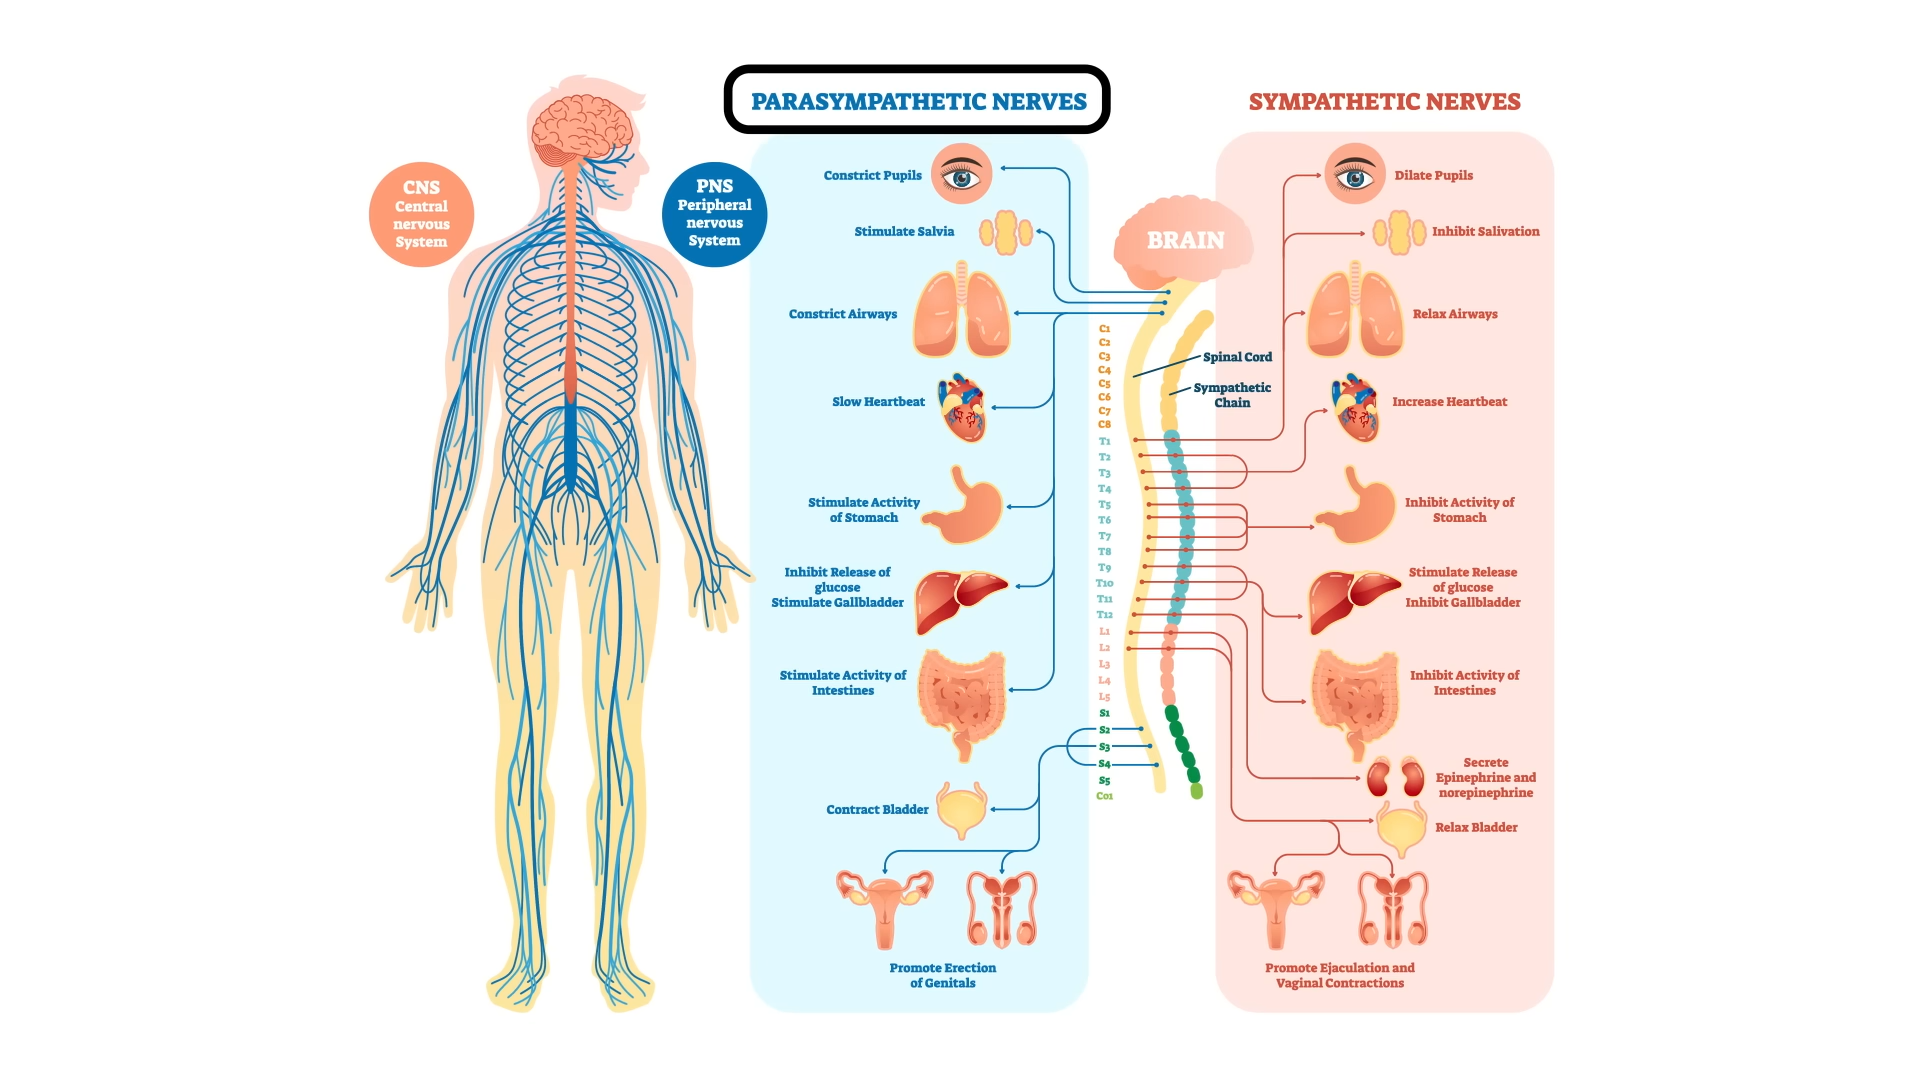 PARASYMPATHETIC NERVES
SYMPATHETIC NERVES
CNS
Central
nervous
System
PNS
Peripheral
nervous
System
Constrict Pupils
Stimulate Salvia
Constrict Airways
Slow Heartbeat
Stimulate Activity
of Stomach
Inhibit Release of
glucose
Stimulate Gallbladder
Stimulate Activity of
Intestines
Contract Bladder
Promote Erection
of Genitals
BRAIN
Spinal Cord
Sympathetic
Chain
C1
C2
C3
C4
C5
C6
C7
C8
T1
T2
T3
T4
T5
T6
T7
T8
T9
T10
T11
T12
L1
L2
L3
L4
L5
S1
S2
S3
S4
S5
Co1
Dilate Pupils
Inhibit Salivation
Relax Airways
Increase Heartbeat
Inhibit Activity of
Stomach
Stimulate Release
of glucose
Inhibit Gallbladder
Inhibit Activity of
Intestines
Secrete
Epinephrine and
norepinephrine
Relax Bladder
Promote Ejaculation and
Vaginal Contractions